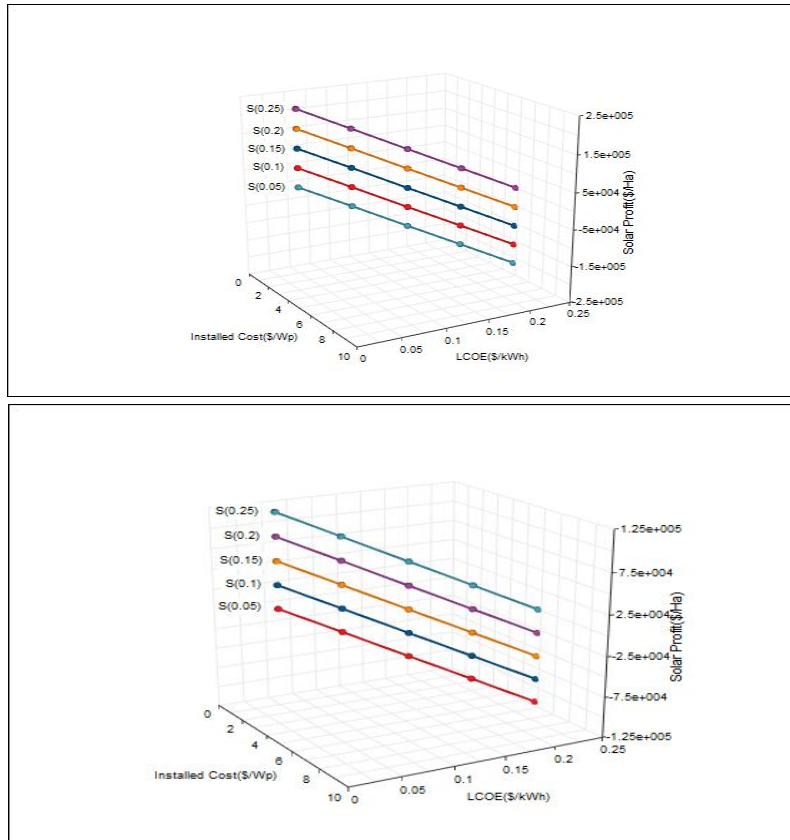 S(0.25)
S(0.2)
S(0.15)
S(0.1)
S(0.05)
2.5e+005
1.5e+005
5e+004
-5e+004
-1.5e+005
-2.5e+005
Solar Profit($/Ha)
0
2
4
6
8
10
Installed Cost($/Wp)
0
0.05
0.1
0.15
0.2
0.25
LCOE($/kWh)
S(0.25)
S(0.2)
S(0.15)
S(0.1)
S(0.05)
1.25e+005
7.5e+004
2.5e+004
-2.5e+004
-7.5e+004
-1.25e+005
Solar Profit($/Ha)
0
2
4
6
8
10
Installed Cost($/Wp)
0
0.05
0.1
0.15
0.2
0.25
LCOE($/kWh)